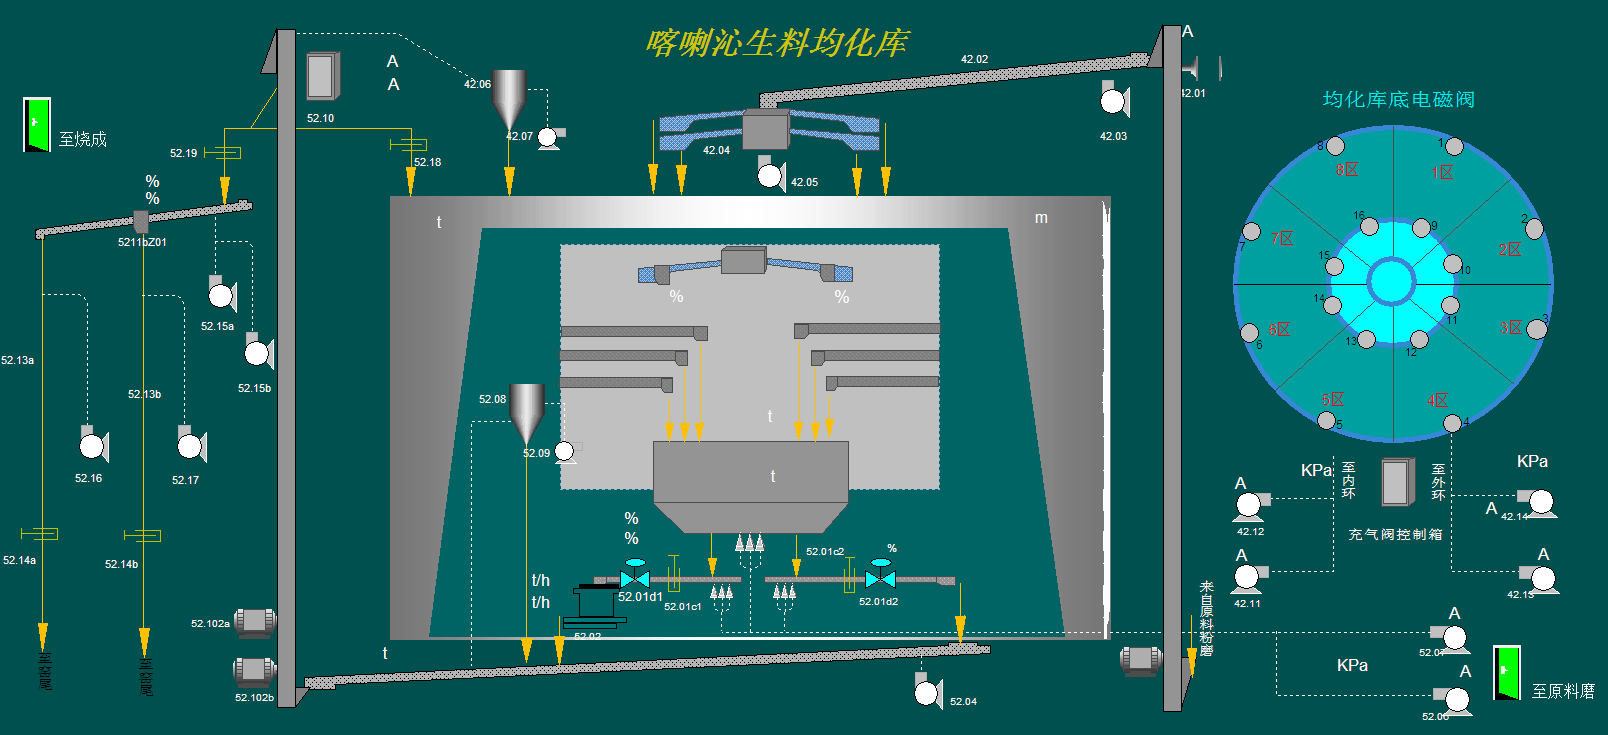 喀喇沁生料均化库
A
42.02
A
A
42.06
42.01
52.10
42.03
42.07
42.04
42.05
52.18
52.19
至烧成
均化库底电磁阀
8
1
8区
1区
%
%
t
m
16
9
2
7
7区
2区
5211bZ01
15
10
%
%
14
11
3
52.15a
6区
3区
6
13
12
52.13a
52.15b
52.13b
52.08
5区
4区
t
5
4
52.09
52.16
52.17
t
KPa
至内环
至外环
KPa
A
A
42.12
42.14
%
%
充气阀控制箱
52.14a
52.14b
52.01c2
%
A
A
t/h
t/h
52.01d1
52.01c1
52.01d2
42.11
42.13
来自原料粉磨
52.102a
52.02
A
52.07
t
KPa
A
52.102b
52.04
至原料磨
52.06